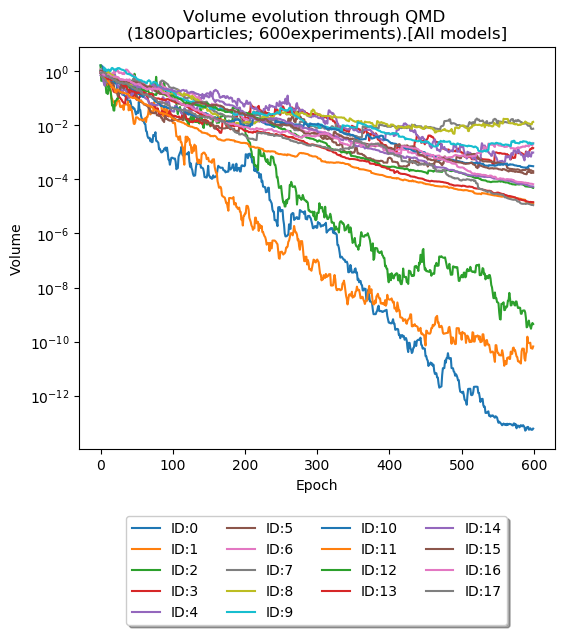 Volume evolution through QMD
(1800particles; 600experiments).[All models]
Volume
10^0
10^-2
10^-4
10^-6
10^-8
10^-10
10^-12
0 100 200 300 400 500 600
Epoch
ID:0 ID:5 ID:10 ID:14
ID:1 ID:6 ID:11 ID:15
ID:2 ID:7 ID:12 ID:16
ID:3 ID:8 ID:13 ID:17
ID:4 ID:9